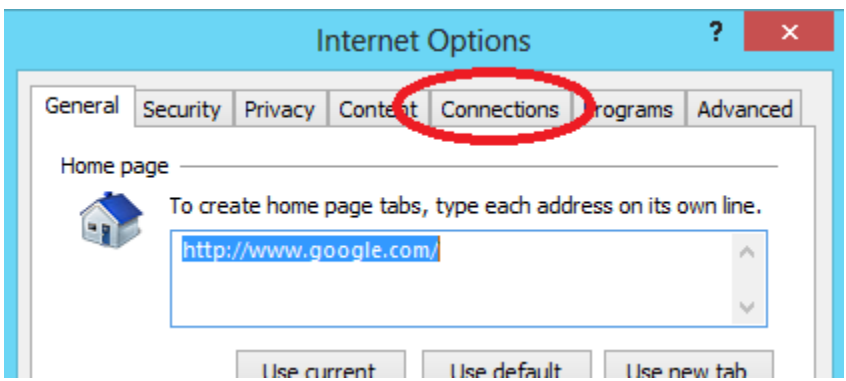 Internet Options ? ×
General Security Privacy Content Connections Programs Advanced
Home page
To create home page tabs, type each address on its own line.
http://www.google.com/
Use current Use default Use new tab